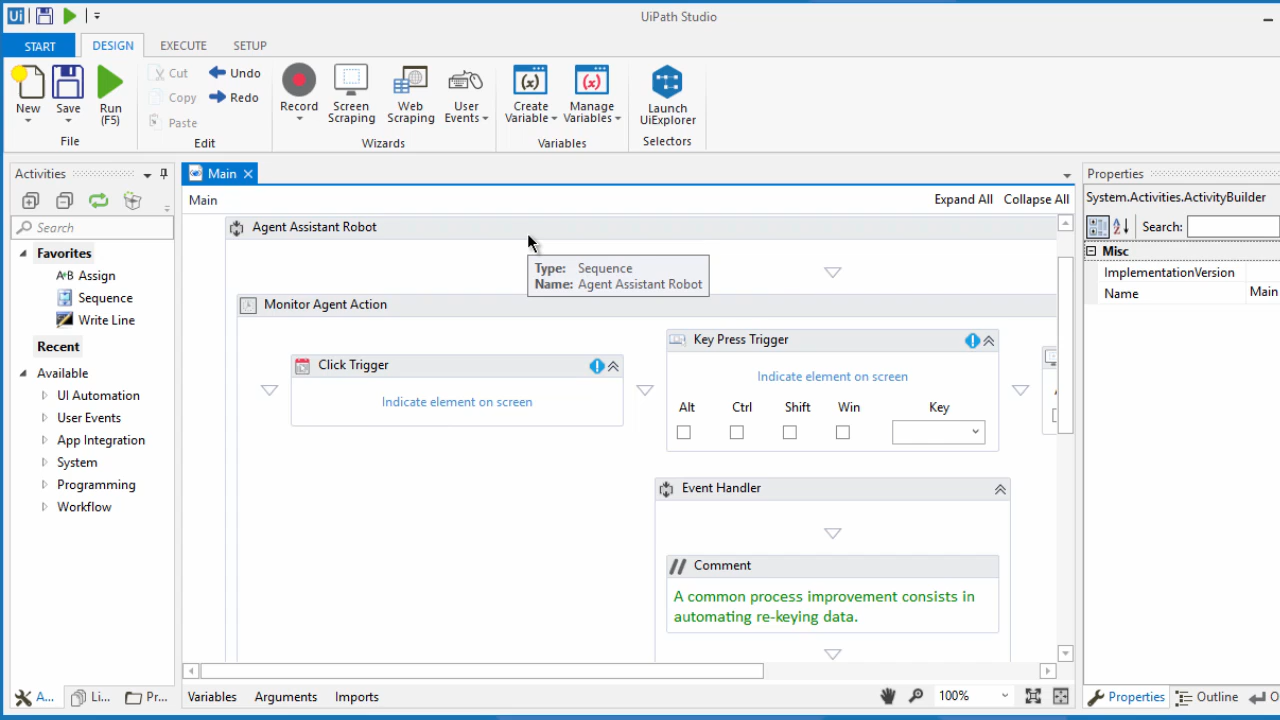 Ui
UiPath Studio
START DESIGN EXECUTE SETUP
New Save Run (F5)
File
Cut Undo
Copy Redo
Paste
Edit
Record Screen Scraping Web Scraping User Events
Wizards
Create Variable Manage Variables
Variables
Launch UiExplorer
Selectors
Activities
Search
Favorites
A+B Assign
Sequence
Write Line
Recent
Available
UI Automation
User Events
App Integration
System
Programming
Workflow
A... Li... Pr...
Main
Main Expand All Collapse All
Agent Assistant Robot
Type: Sequence
Name: Agent Assistant Robot
Monitor Agent Action
Click Trigger
Indicate element on screen
Key Press Trigger
Indicate element on screen
Alt Ctrl Shift Win Key
Event Handler
Comment
A common process improvement consists in
automating re-keying data.
Variables Arguments Imports 100%
Properties
System.Activities.ActivityBuilder
Search:
Misc
ImplementationVersion
Name Main
Properties Outline O